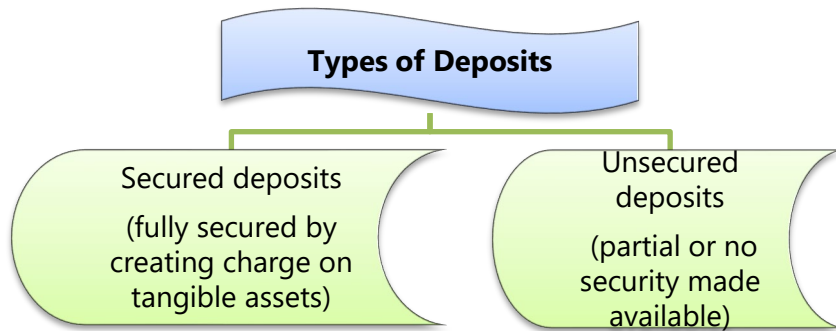 Types of Deposits
Secured deposits
(fully secured by
creating charge on
tangible assets)
Unsecured
deposits
(partial or no
security made
available)